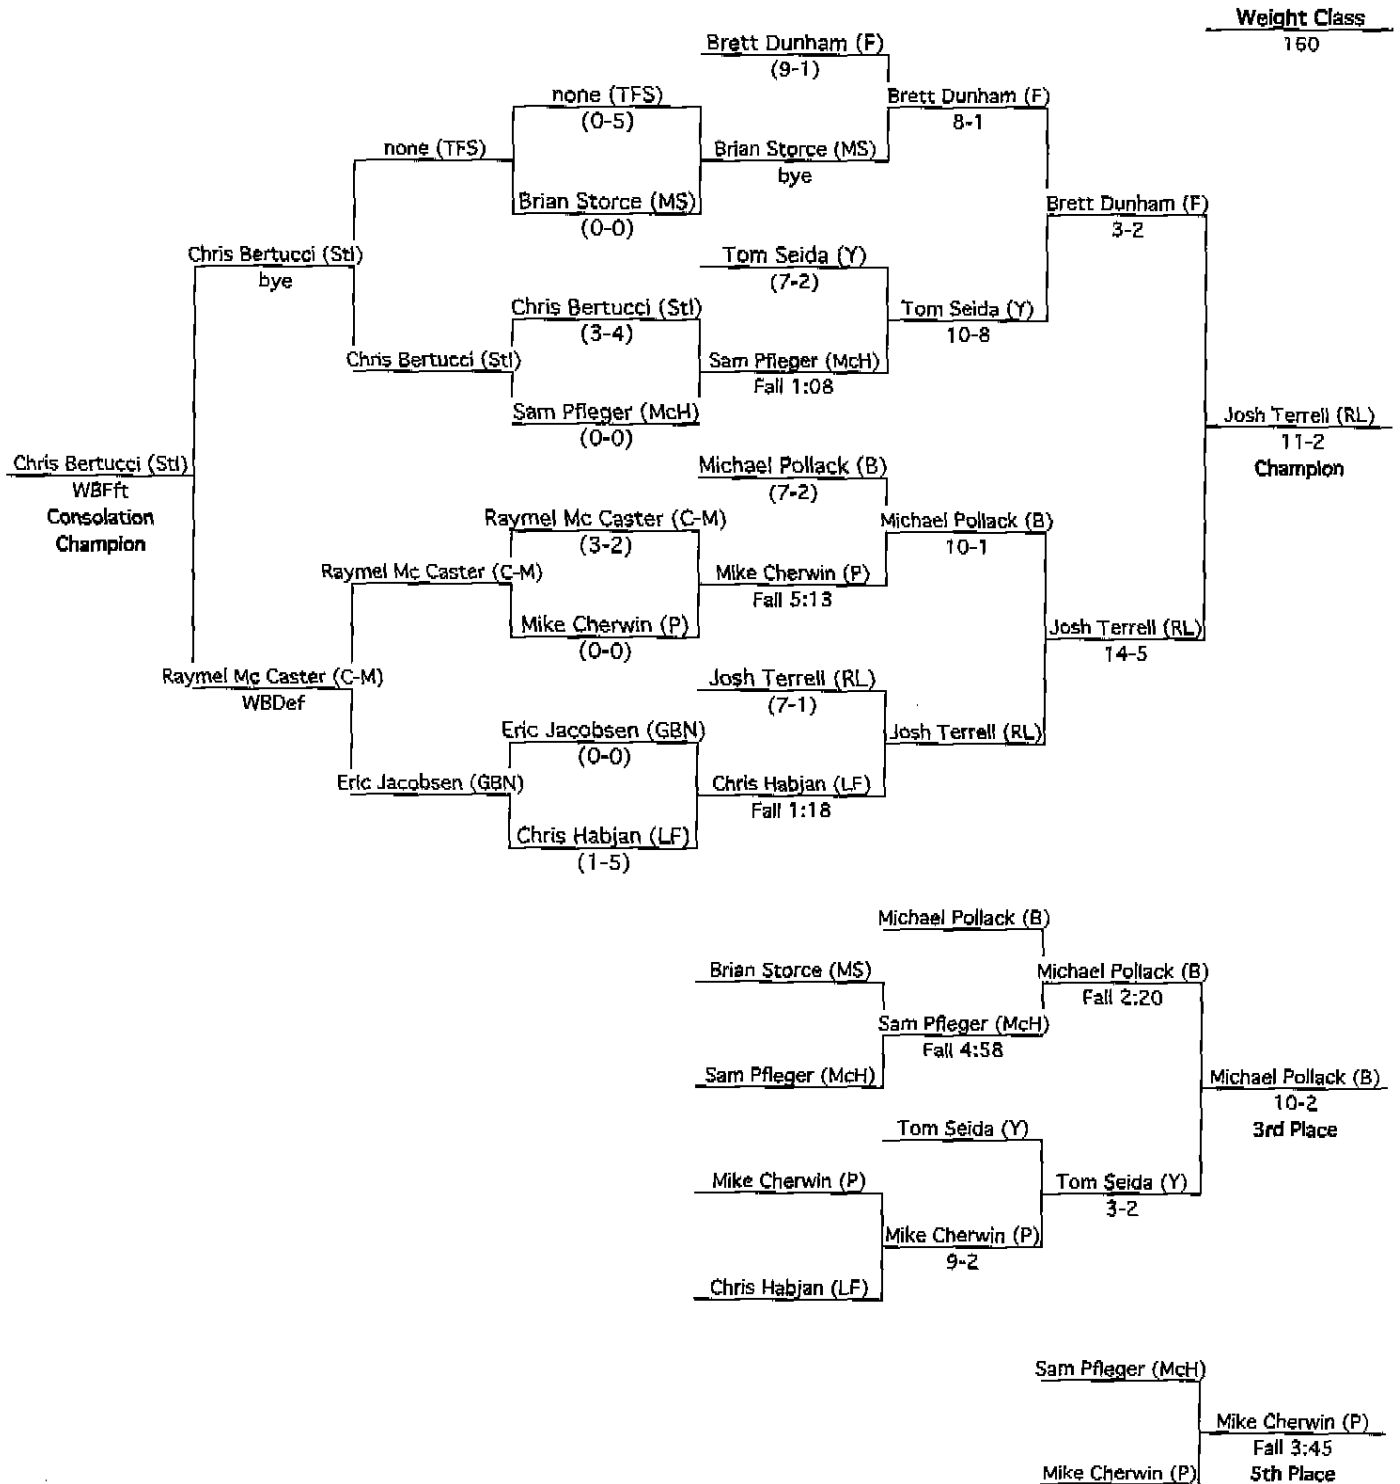 Weight Class
160
Brett Dunham (F)
(9-1)
none (TFS)
(0-5)
Brett Dunham (F)
8-1
none (TFS)
Brian Storce (MS)
bye
Brian Storce (MS)
(0-0)
Brett Dunham (F)
3-2
Chris Bertucci (Stl)
bye
Tom Seida (Y)
(7-2)
Chris Bertucci (Stl)
(3-4)
Tom Seida (Y)
10-8
Chris Bertucci (Stl)
Sam Pfleger (McH)
Fall 1:08
Sam Pfleger (McH)
(0-0)
Josh Terrell (RL)
11-2
Champion
Chris Bertucci (Stl)
WBFft
Consolation
Champion
Michael Pollack (B)
(7-2)
Raymel Mc Caster (C-M)
(3-2)
Michael Pollack (B)
10-1
Raymel Mc Caster (C-M)
Mike Cherwin (P)
Fall 5:13
Mike Cherwin (P)
(0-0)
Josh Terrell (RL)
14-5
Raymel Mc Caster (C-M)
WBDef
Josh Terrell (RL)
(7-1)
Eric Jacobsen (GBN)
(0-0)
Josh Terrell (RL)
Eric Jacobsen (GBN)
Chris Habjan (LF)
Fall 1:18
Chris Habjan (LF)
(1-5)
Michael Pollack (B)
Brian Storce (MS)
Michael Pollack (B)
Fall 2:20
Sam Pfleger (McH)
Fall 4:58
Sam Pfleger (McH)
Michael Pollack (B)
10-2
3rd Place
Tom Seida (Y)
Mike Cherwin (P)
Tom Seida (Y)
3-2
Mike Cherwin (P)
9-2
Chris Habjan (LF)
Sam Pfleger (McH)
Mike Cherwin (P)
Fall 3:45
5th Place
Mike Cherwin (P)